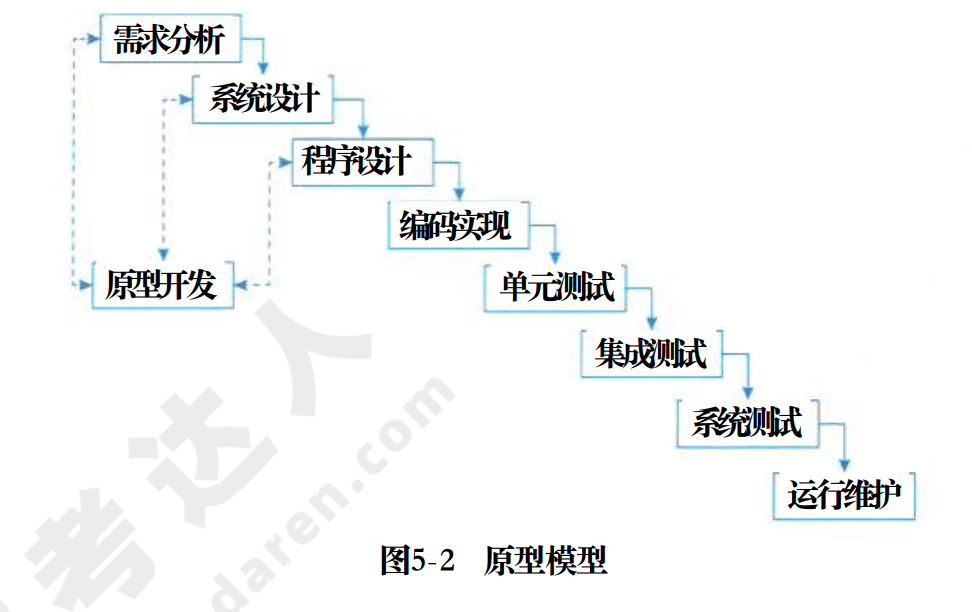 需求分析
系统设计
程序设计
编码实现
原型开发
单元测试
集成测试
系统测试
运行维护
图5-2 原型模型
考达人
daren.com